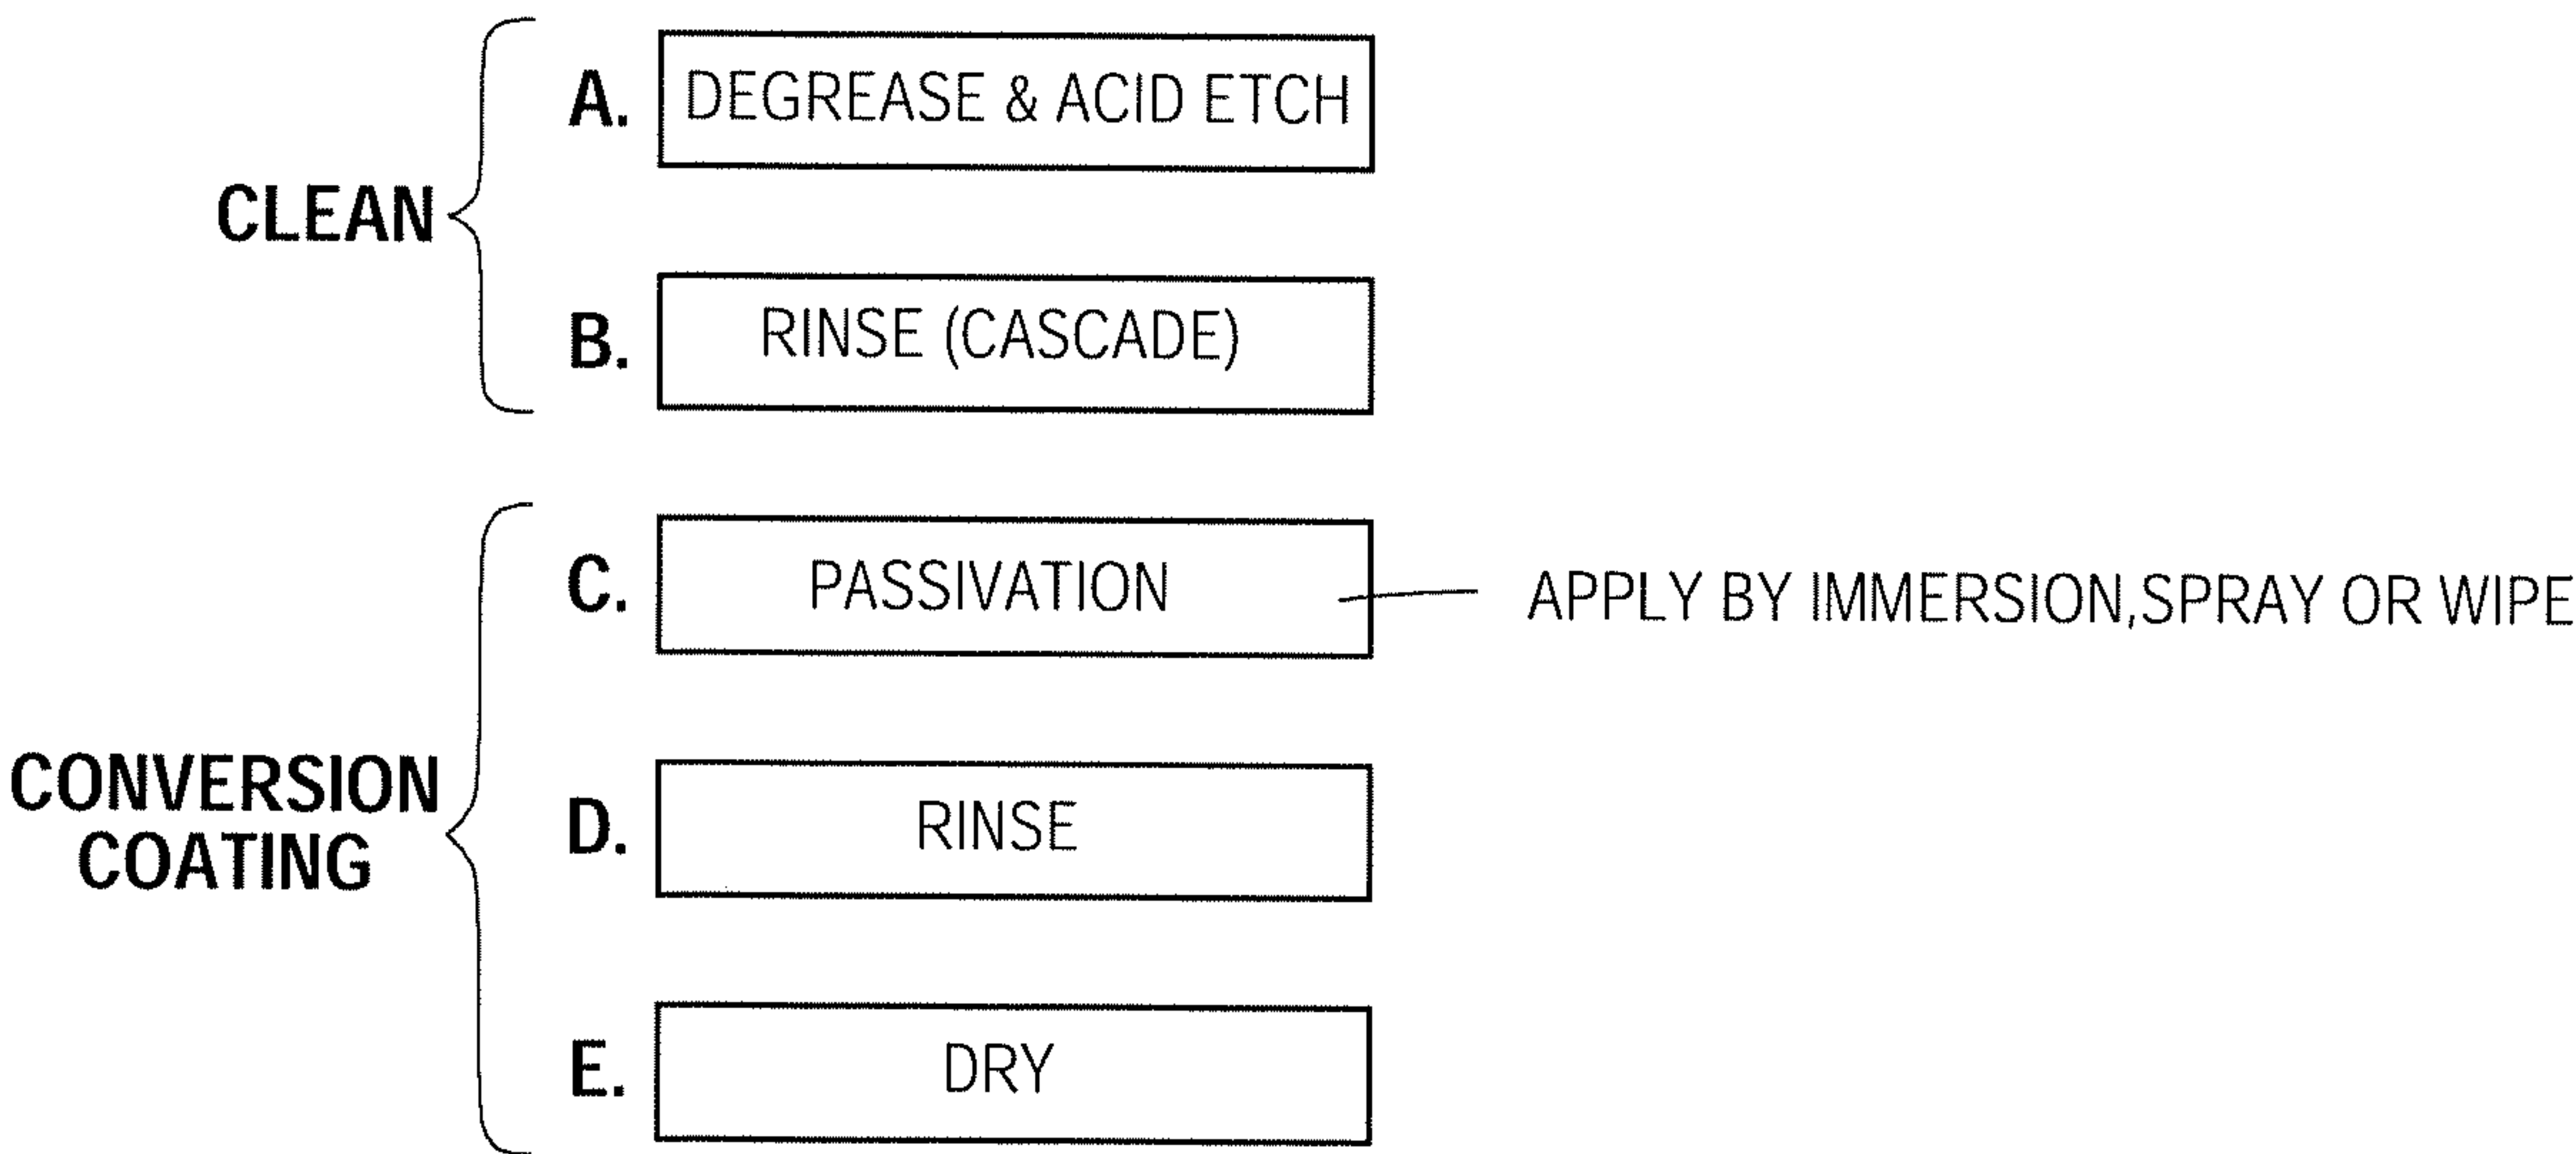 CLEAN
A. DEGREASE & ACID ETCH
B. RINSE (CASCADE)
CONVERSION
COATING
C. PASSIVATION
APPLY BY IMMERSION,SPRAY OR WIPE
D. RINSE
E. DRY